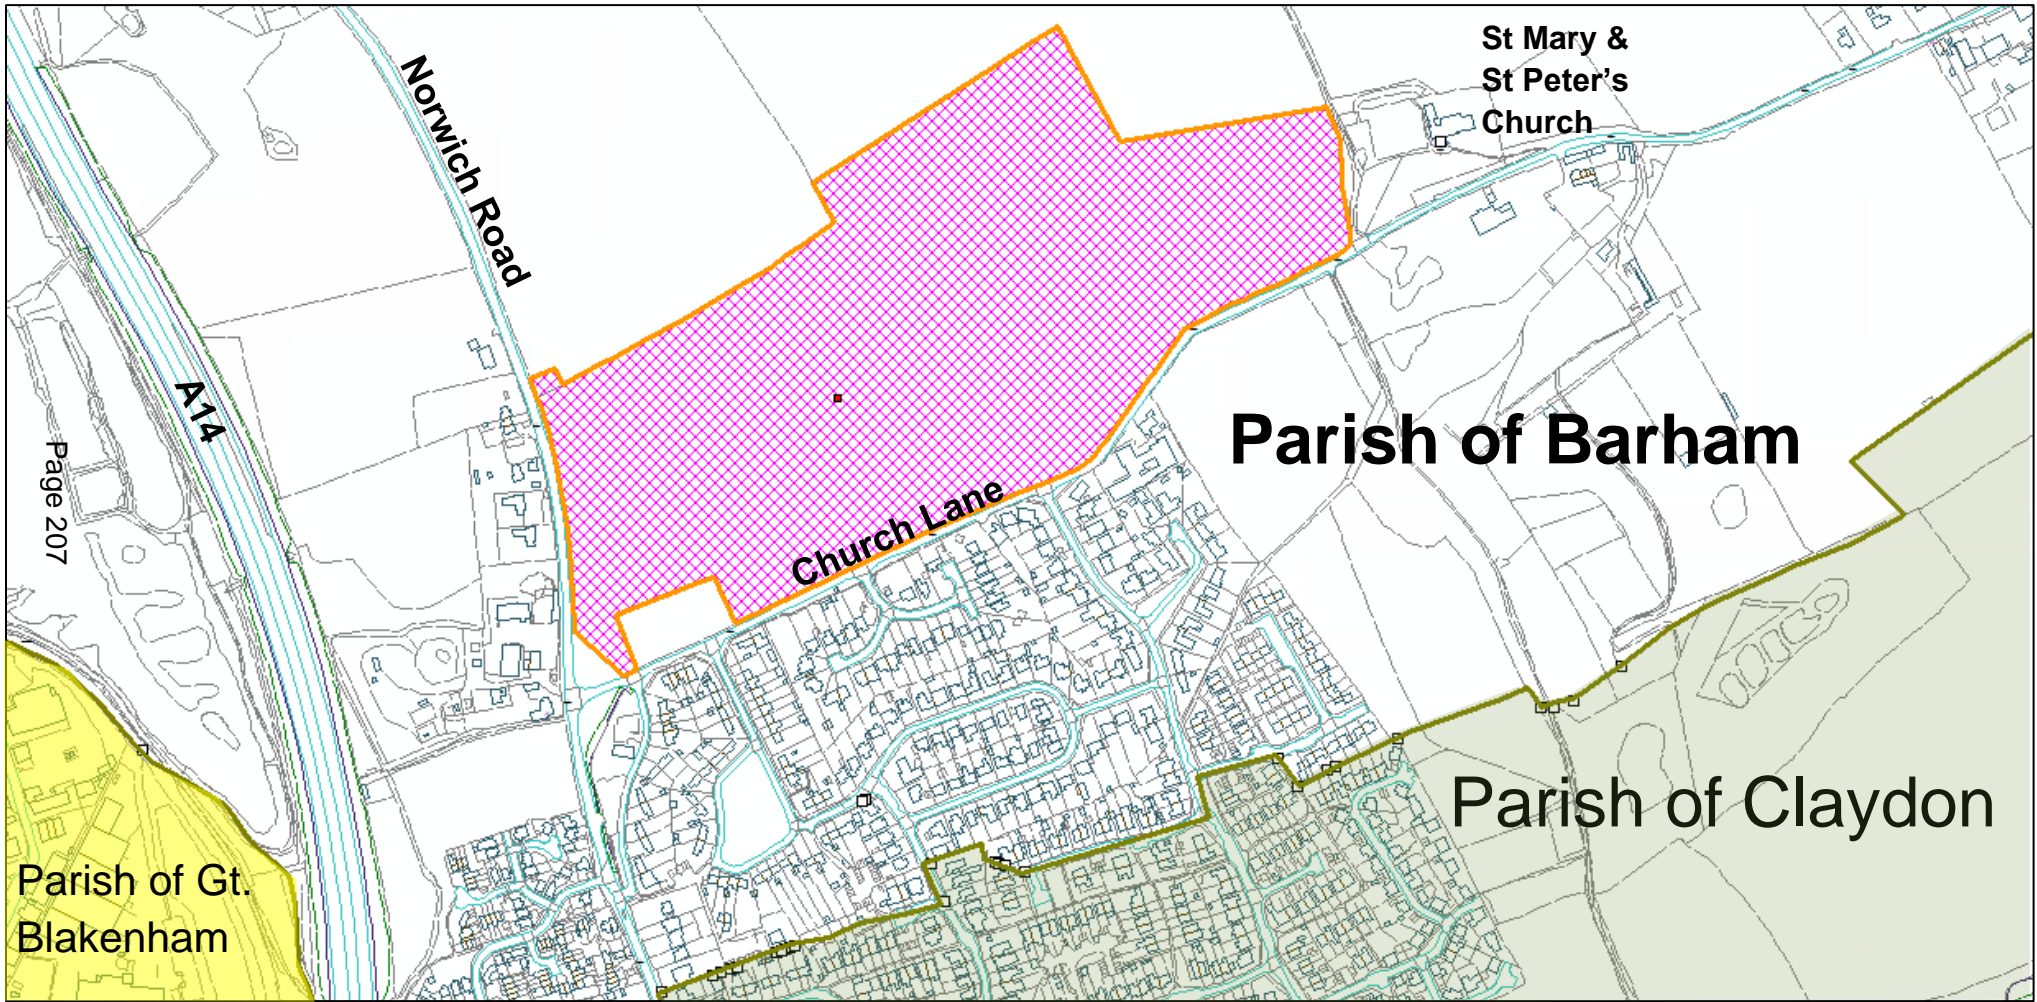 St Mary &
St Peter's
Church
Norwich Road
A14
Page 207
Church Lane
Parish of Barham
Parish of Claydon
Parish of Gt.
Blakenham